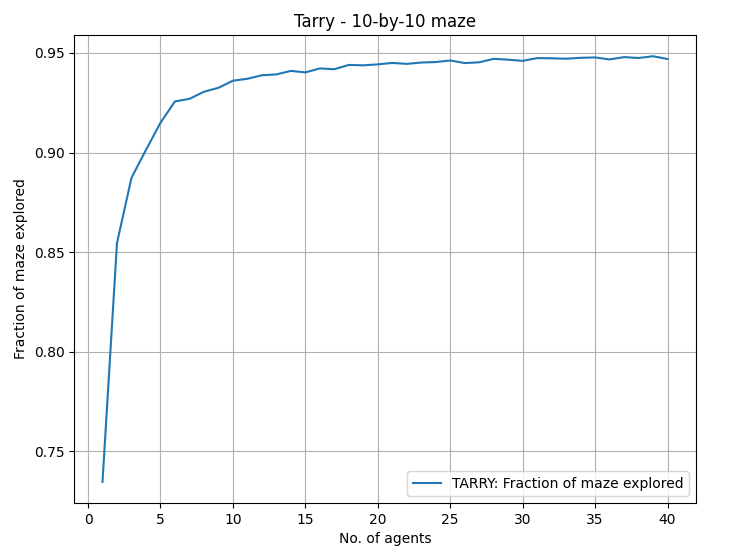 Tarry - 10-by-10 maze
Fraction of maze explored
0.95
0.90
0.85
0.80
0.75
TARRY: Fraction of maze explored
0 5 10 15 20 25 30 35 40
No. of agents